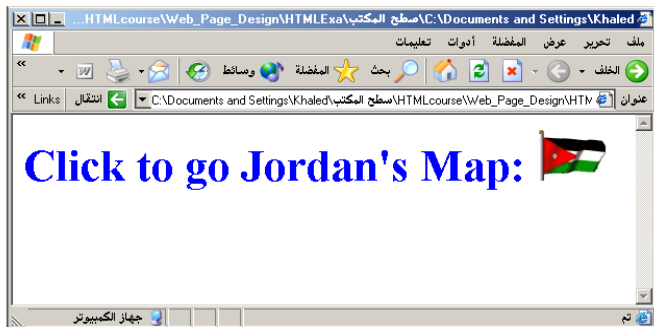 C:\Documents and Settings\Khaled\سطح المكتب\HTMLcourse\Web_Page_Design\HTMLExa...
ملف تحرير عرض المفضلة أدوات تعليمات
الخلف بحث المفضلة وسائط
عنوان C:\Documents and Settings\Khaled\سطح المكتب\HTMLcourse\Web_Page_Design\HTM انتقال Links
Click to go Jordan's Map:
تم جهاز الكمبيوتر